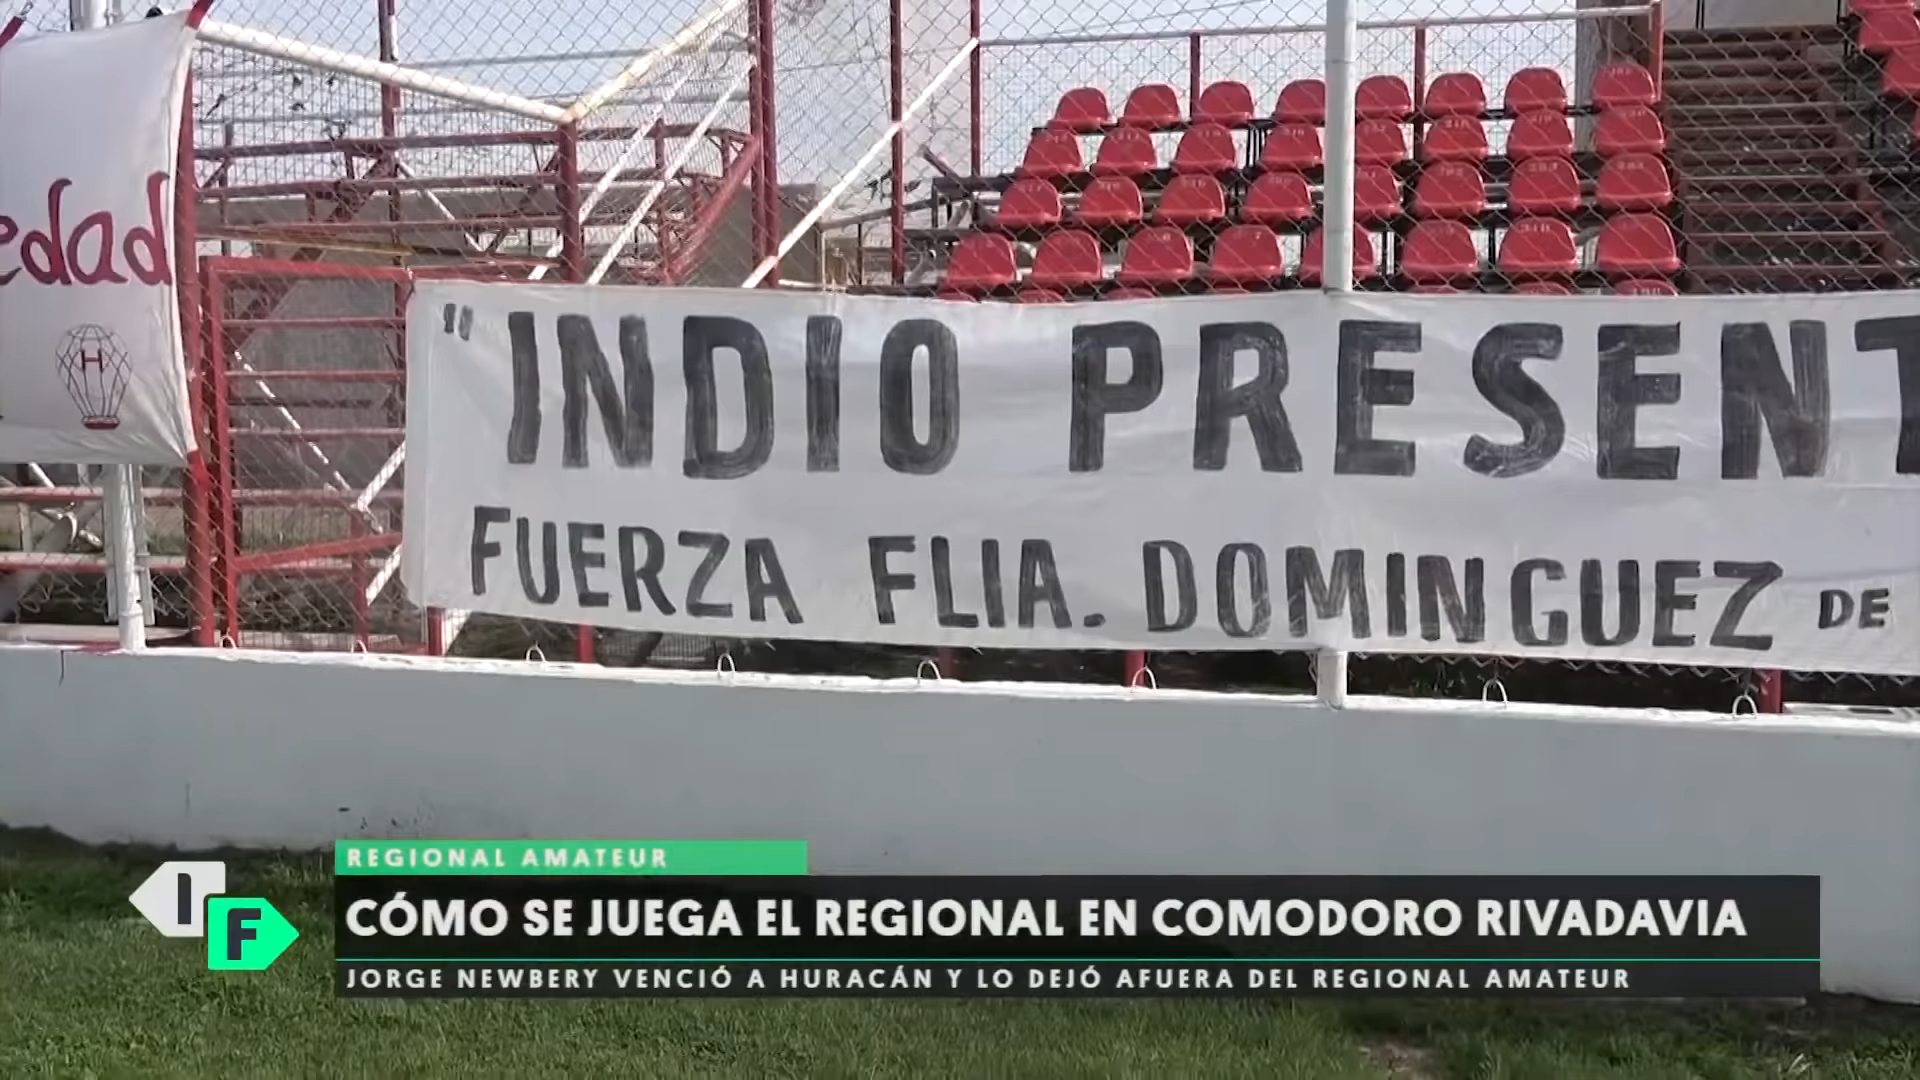 edad
H
"INDIO PRESENT
FUERZA FLIA. DOMINGUEZ DE
REGIONAL AMATEUR
I
F
CÓMO SE JUEGA EL REGIONAL EN COMODORO RIVADAVIA
JORGE NEWBERY VENCIÓ A HURACÁN Y LO DEJÓ AFUERA DEL REGIONAL AMATEUR